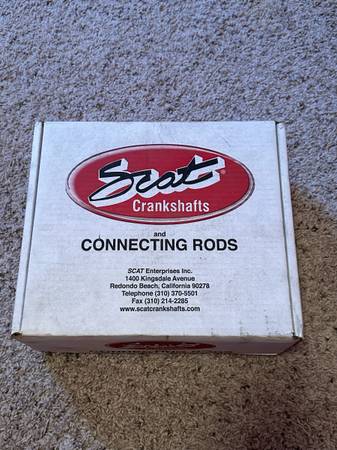 Scat®
Crankshafts
and
CONNECTING RODS
SCAT Enterprises Inc.
1400 Kingsdale Avenue
Redondo Beach, California 90278
Telephone (310) 370-5501
Fax (310) 214-2285
www.scatcrankshafts.com